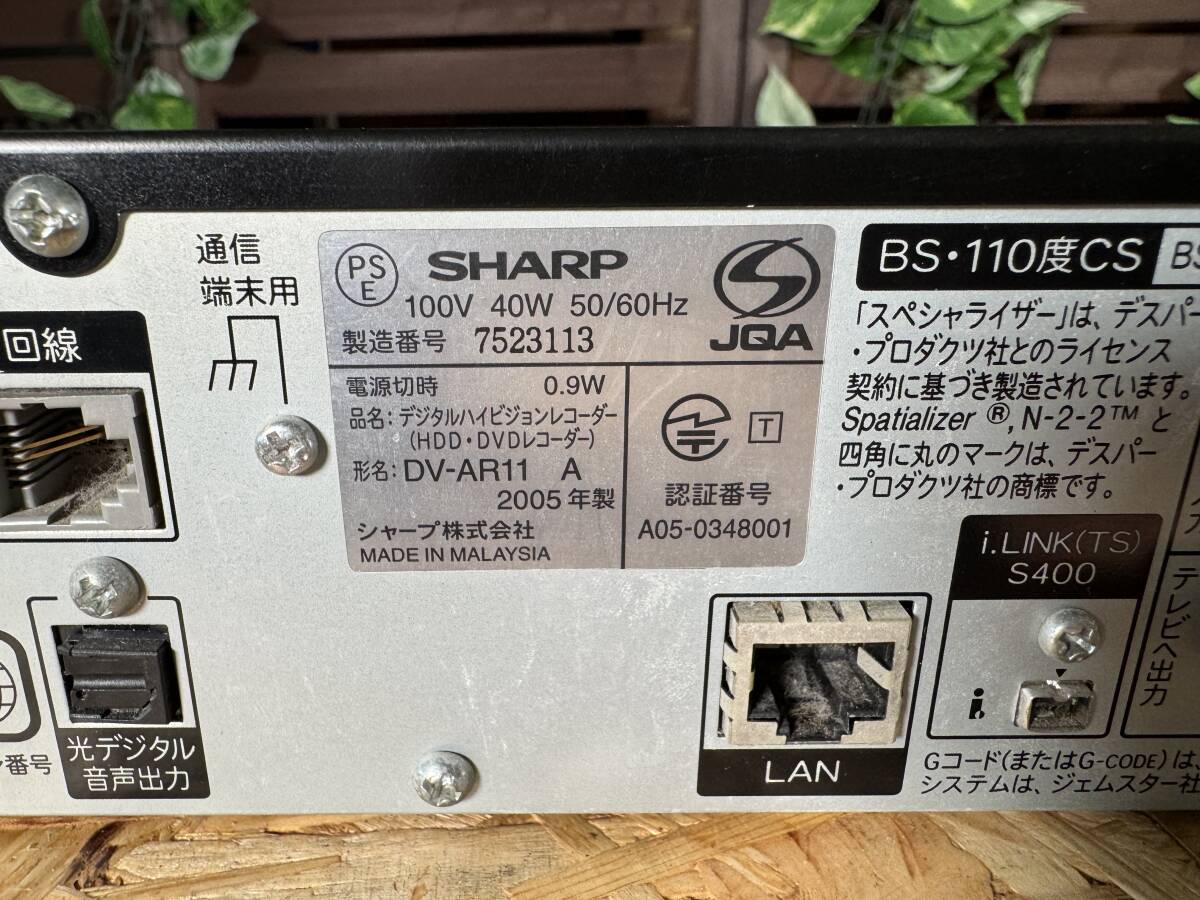 通信
端末用
回線
PS
E
SHARP
100V 40W 50/60Hz
製造番号 7523113
JQA
電源切時 0.9W
品名:デジタルハイビジョンレコーダー
(HDD・DVDレコーダー)
形名:DV-AR11 A
2005年製
シャープ株式会社
MADE IN MALAYSIA
T
認証番号
A05-0348001
BS・110度CS
「スペシャライザー」は、デスパー
・プロダクツ社とのライセンス
契約に基づき製造されています。
Spatializer ®, N-2-2™ と
四角に丸のマークは、デスパー
・プロダクツ社の商標です。
i.LINK(TS)
S400
i
テレビへ出力
光デジタル
音声出力
番号
LAN
Gコード(またはG-CODE)は、
システムは、ジェムスター社